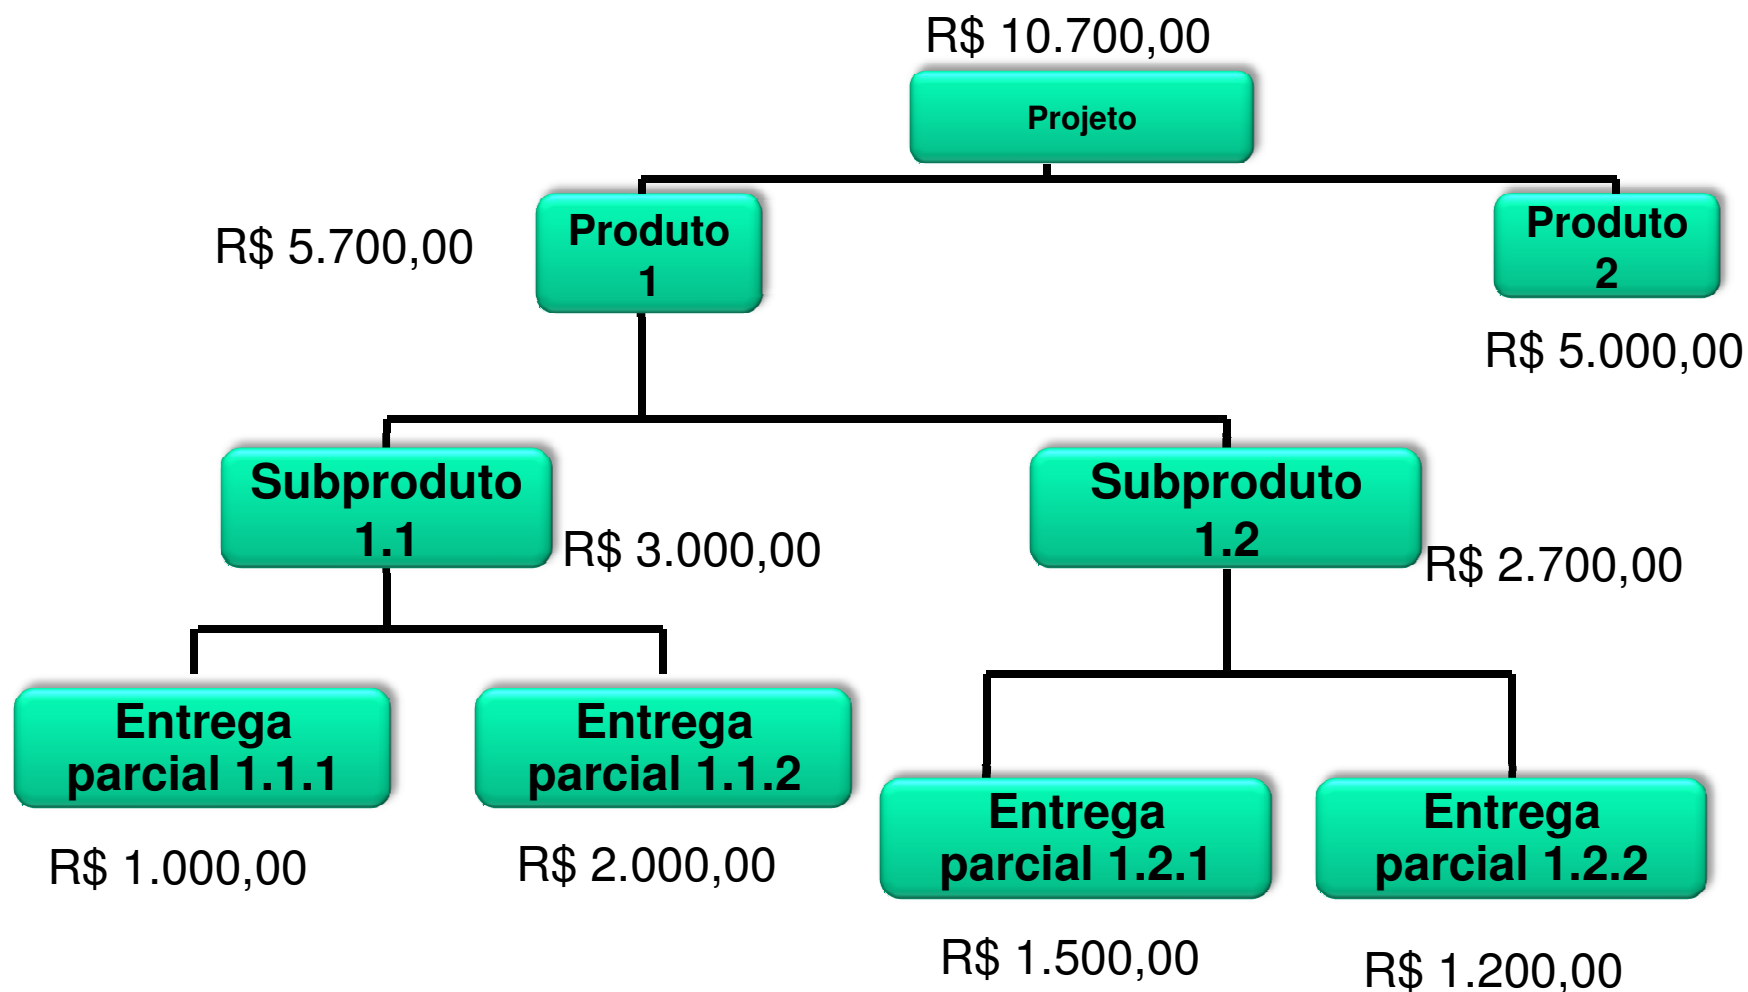 R$ 10.700,00
Projeto
R$ 5.700,00
Produto
1
Produto
2
R$ 5.000,00
Subproduto
1.1
R$ 3.000,00
Subproduto
1.2
R$ 2.700,00
Entrega
parcial 1.1.1
R$ 1.000,00
Entrega
parcial 1.1.2
R$ 2.000,00
Entrega
parcial 1.2.1
R$ 1.500,00
Entrega
parcial 1.2.2
R$ 1.200,00